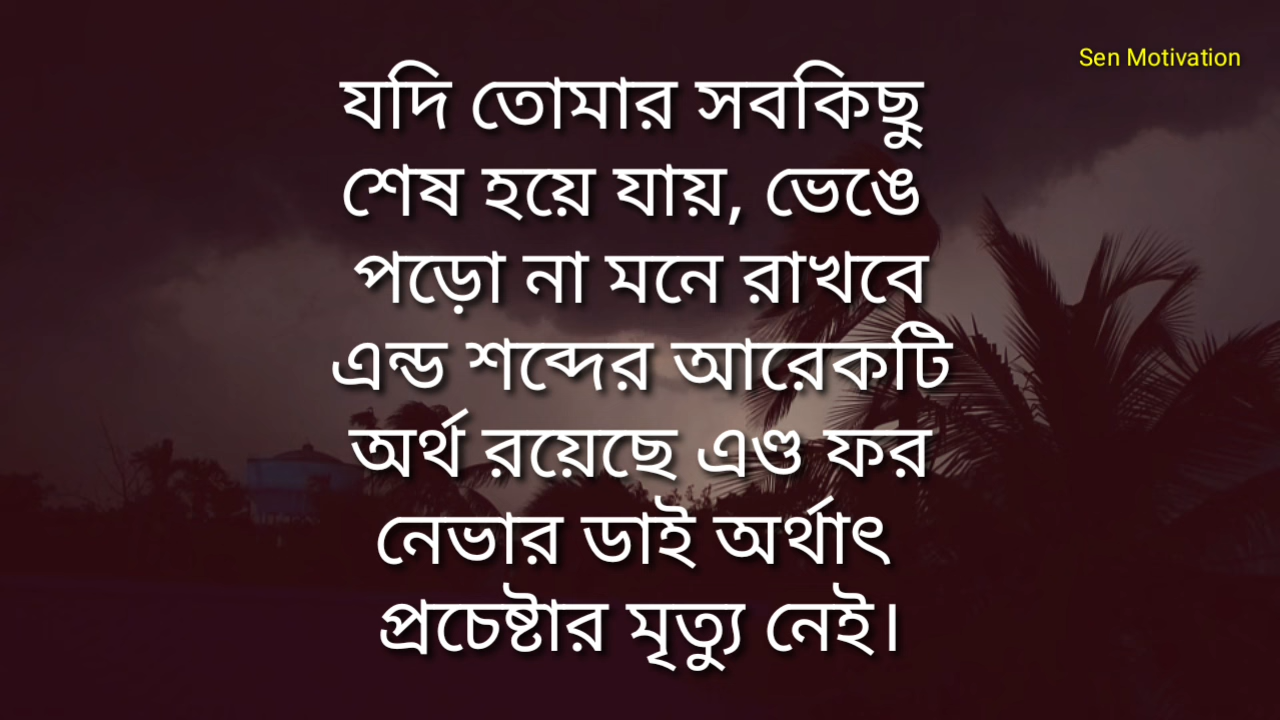 Sen Motivation
যদি তোমার সবকিছু
শেষ হয়ে যায়, ভেঙে
পড়ো না মনে রাখবে
এন্ড শব্দের আরেকটি
অর্থ রয়েছে এণ্ড ফর
নেভার ডাই অর্থাৎ
প্রচেষ্টার মৃত্যু নেই।